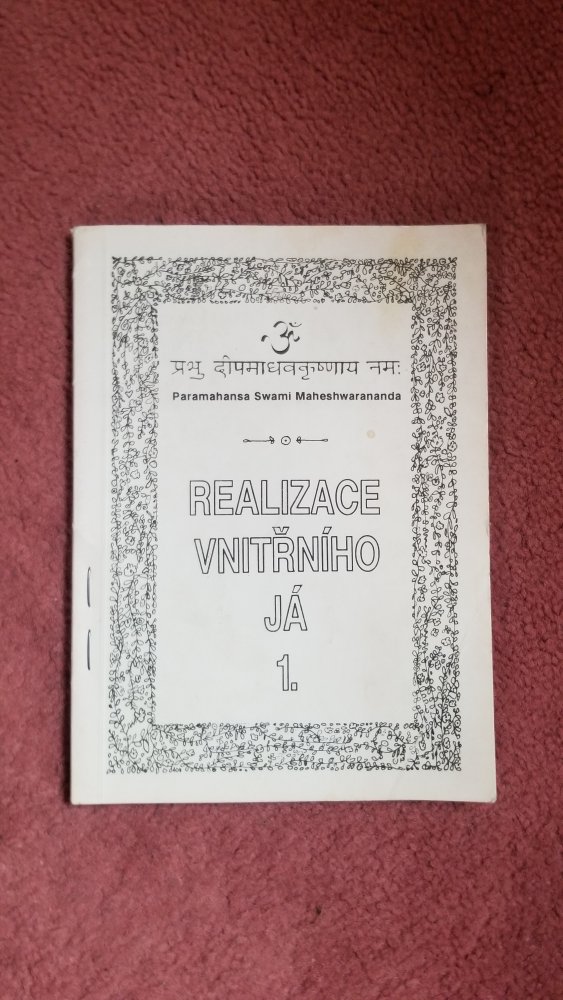 ॐ
प्रभु दीपमाधवकृष्णाय नमः
Paramahansa Swami Maheshwarananda
REALIZACE
VNITŘNÍHO
JÁ
1.